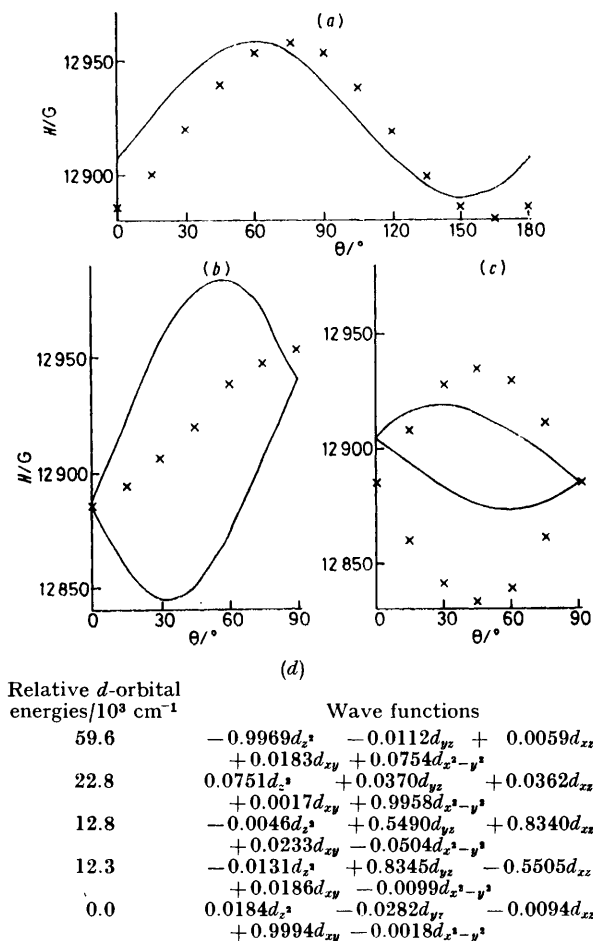 (a)
12 950
12 900
H/G
0 30 60 90 120 150 180
θ/°
(b)
12 950
12 900
12 850
H/G
0 30 60 90
θ/°
(c)
12 950
12 900
12 850
0 30 60 90
θ/°
(d)
Relative d-orbital
energies/10³ cm⁻¹ Wave functions
59.6 −0.9969d_z² −0.0112d_yz + 0.0059d_xz
+0.0183d_xy +0.0754d_x²−y²
22.8 0.0751d_z² +0.0370d_yz +0.0362d_xz
+0.0017d_xy +0.9958d_x²−y²
12.8 −0.0046d_z² +0.5490d_yz +0.8340d_xz
+0.0233d_xy −0.0504d_x²−y²
12.3 −0.0131d_z² +0.8345d_yz −0.5505d_xz
+0.0186d_xy −0.0099d_x²−y²
0.0 0.0184d_z² −0.0282d_yz −0.0094d_xz
+0.9994d_xy −0.0018d_x²−y²